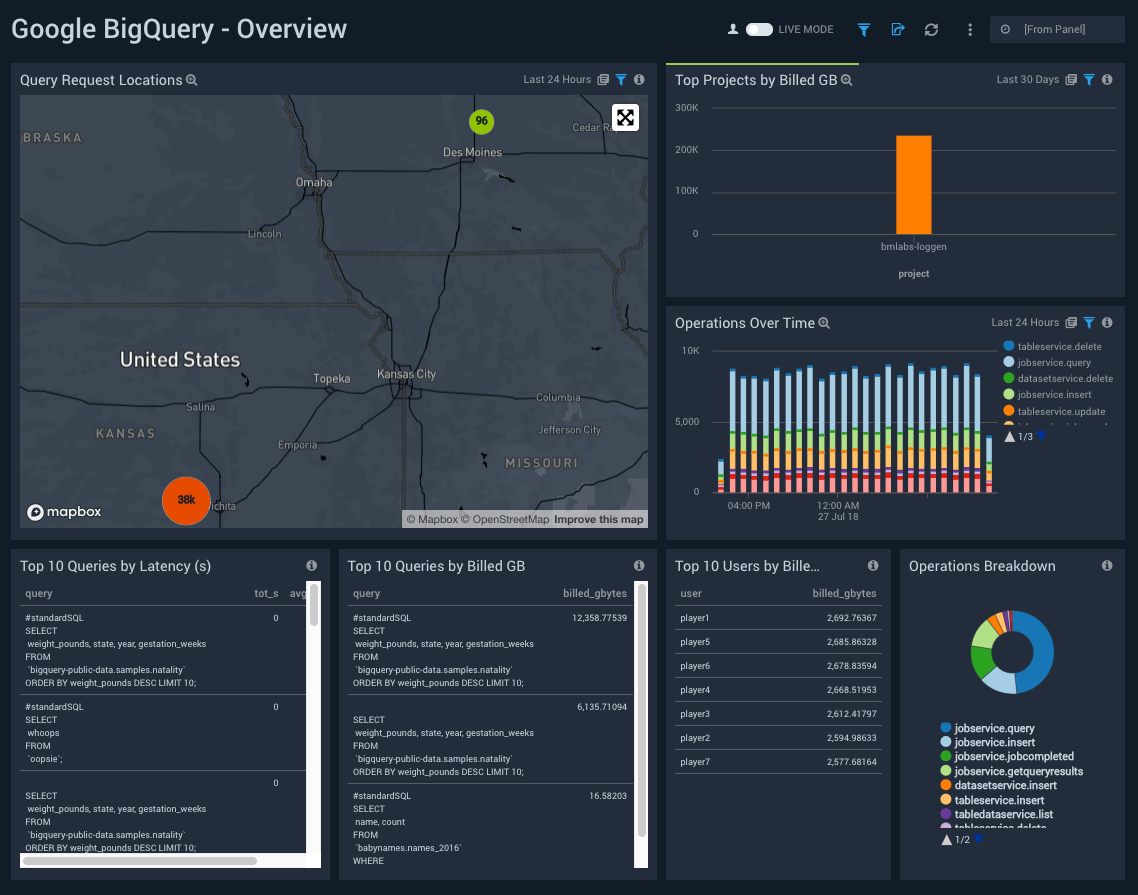 Google BigQuery - Overview
LIVE MODE
[From Panel]
Query Request Locations
Last 24 Hours
BRASKA
96
Cedar Ra
Des Moines
Omaha
Lincoln
United States
Topeka
Kansas City
Salina
Columbia
KANSAS
Jefferson City
Emporia
MISSOURI
38k
ichita
mapbox
© Mapbox © OpenStreetMap Improve this map
Top Projects by Billed GB
Last 30 Days
300K
200K
100K
0
bmlabs-loggen
project
Operations Over Time
Last 24 Hours
10K
5,000
0
04:00 PM
12:00 AM
27 Jul 18
tableservice.delete
jobservice.query
datasetservice.delete
jobservice.insert
tableservice.update
1/3
Top 10 Queries by Latency (s)
query tot_s avg
#standardSQL 0
SELECT
weight_pounds, state, year, gestation_weeks
FROM
`bigquery-public-data.samples.natality`
ORDER BY weight_pounds DESC LIMIT 10;
#standardSQL 0
SELECT
whoops
FROM
`oopsie`;
0
SELECT
weight_pounds, state, year, gestation_weeks
FROM
`bigquery-public-data.samples.natality`
ORDER BY weight_pounds DESC LIMIT 10;
Top 10 Queries by Billed GB
query billed_gbytes
#standardSQL 12,358.77539
SELECT
weight_pounds, state, year, gestation_weeks
FROM
`bigquery-public-data.samples.natality`
ORDER BY weight_pounds DESC LIMIT 10;
6,135.71094
SELECT
weight_pounds, state, year, gestation_weeks
FROM
`bigquery-public-data.samples.natality`
ORDER BY weight_pounds DESC LIMIT 10;
#standardSQL 16.58203
SELECT
name, count
FROM
`babynames.names_2016`
WHERE
Top 10 Users by Bille...
user billed_gbytes
player1 2,692.76367
player5 2,685.86328
player6 2,678.83594
player4 2,668.51953
player3 2,612.41797
player2 2,594.98633
player7 2,577.68164
Operations Breakdown
jobservice.query
jobservice.insert
jobservice.jobcompleted
jobservice.getqueryresults
datasetservice.insert
tableservice.insert
tabledataservice.list
tableservice.delete
1/2